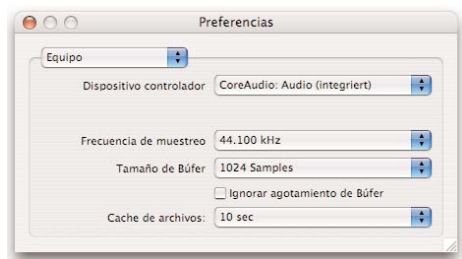 Preferencias
Equipo
Dispositivo controlador CoreAudio: Audio (integriert)
Frecuencia de muestreo 44.100 kHz
Tamaño de Búfer 1024 Samples
Ignorar agotamiento de Búfer
Cache de archivos: 10 sec